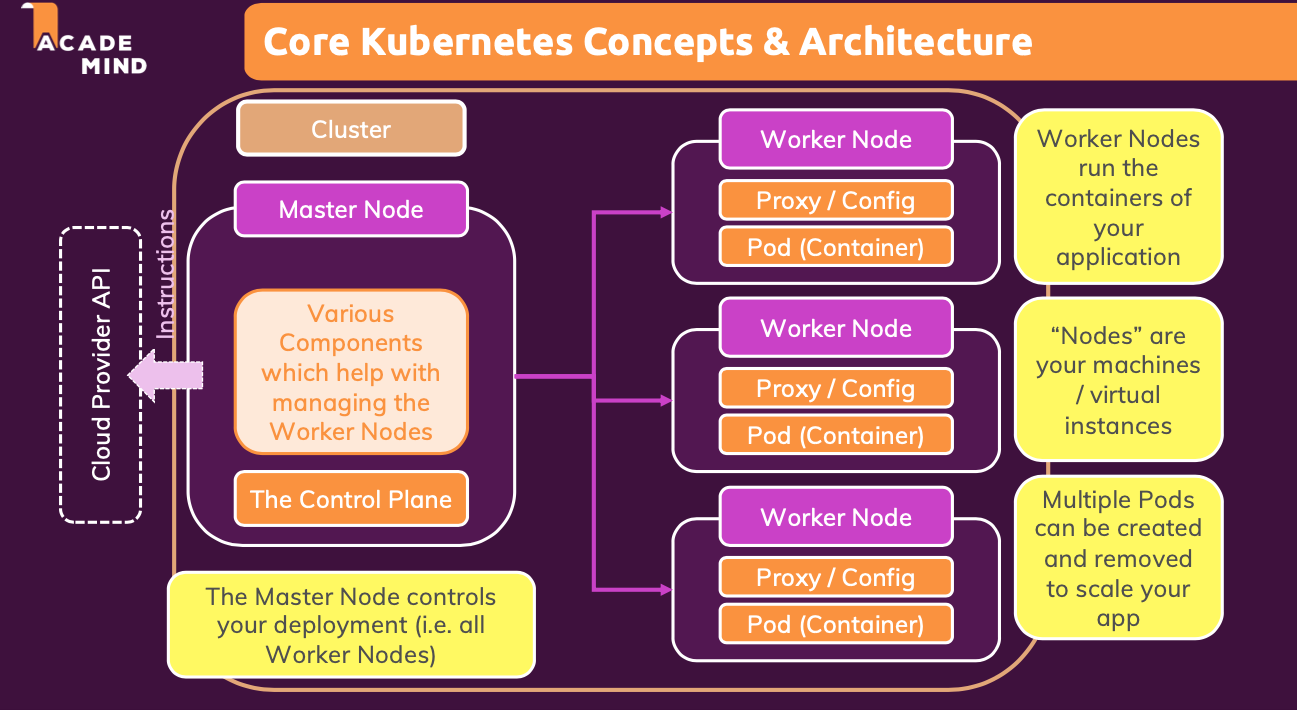 ACADE
MIND
Core Kubernetes Concepts & Architecture
Cluster
Master Node
Instructions
Cloud Provider API
Various
Components
which help with
managing the
Worker Nodes
The Control Plane
The Master Node controls
your deployment (i.e. all
Worker Nodes)
Worker Node
Proxy / Config
Pod (Container)
Worker Node
Proxy / Config
Pod (Container)
Worker Node
Proxy / Config
Pod (Container)
Worker Nodes
run the
containers of
your
application
“Nodes” are
your machines
/ virtual
instances
Multiple Pods
can be created
and removed
to scale your
app